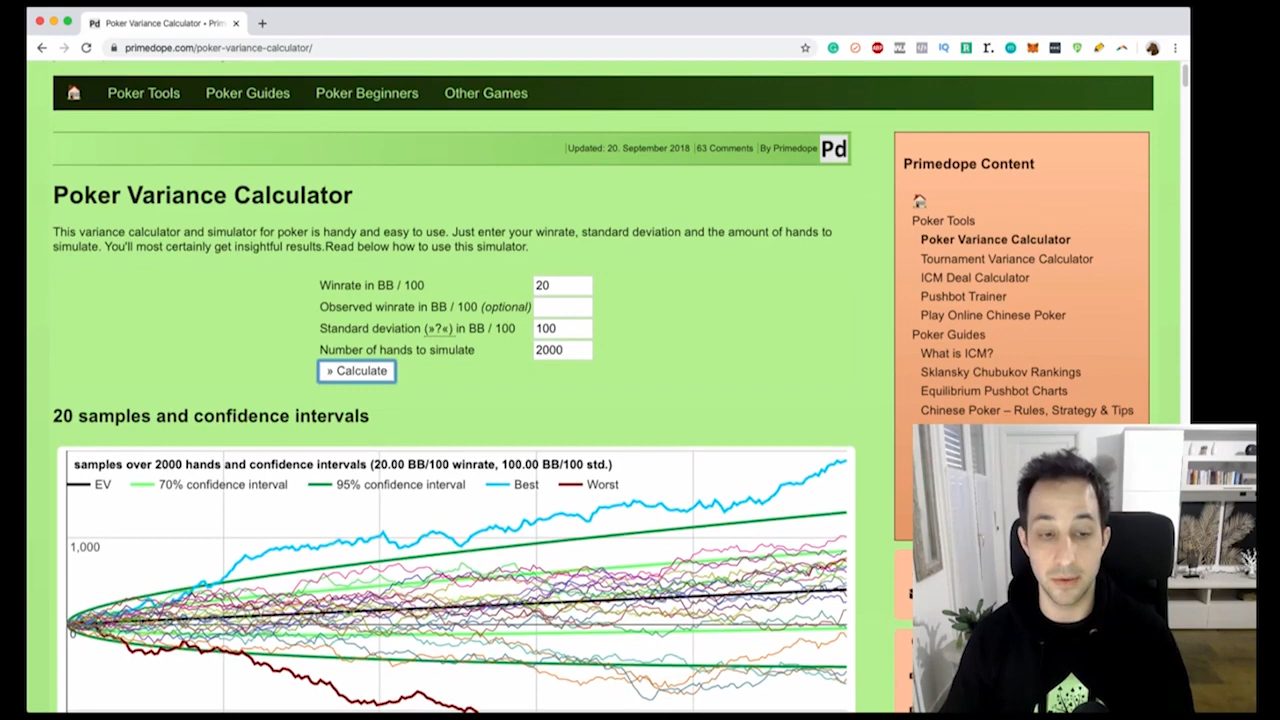 Pd Poker Variance Calculator • Prim
primedope.com/poker-variance-calculator/
Poker Tools Poker Guides Poker Beginners Other Games
Updated: 20. September 2018 63 Comments By Primedope Pd
Poker Variance Calculator
This variance calculator and simulator for poker is handy and easy to use. Just enter your winrate, standard deviation and the amount of hands to
simulate. You'll most certainly get insightful results.Read below how to use this simulator.
Winrate in BB / 100 20
Observed winrate in BB / 100 (optional)
Standard deviation (»?«) in BB / 100 100
Number of hands to simulate 2000
» Calculate
20 samples and confidence intervals
samples over 2000 hands and confidence intervals (20.00 BB/100 winrate, 100.00 BB/100 std.)
EV 70% confidence interval 95% confidence interval Best Worst
1,000
0
Primedope Content
Poker Tools
Poker Variance Calculator
Tournament Variance Calculator
ICM Deal Calculator
Pushbot Trainer
Play Online Chinese Poker
Poker Guides
What is ICM?
Sklansky Chubukov Rankings
Equilibrium Pushbot Charts
Chinese Poker – Rules, Strategy & Tips